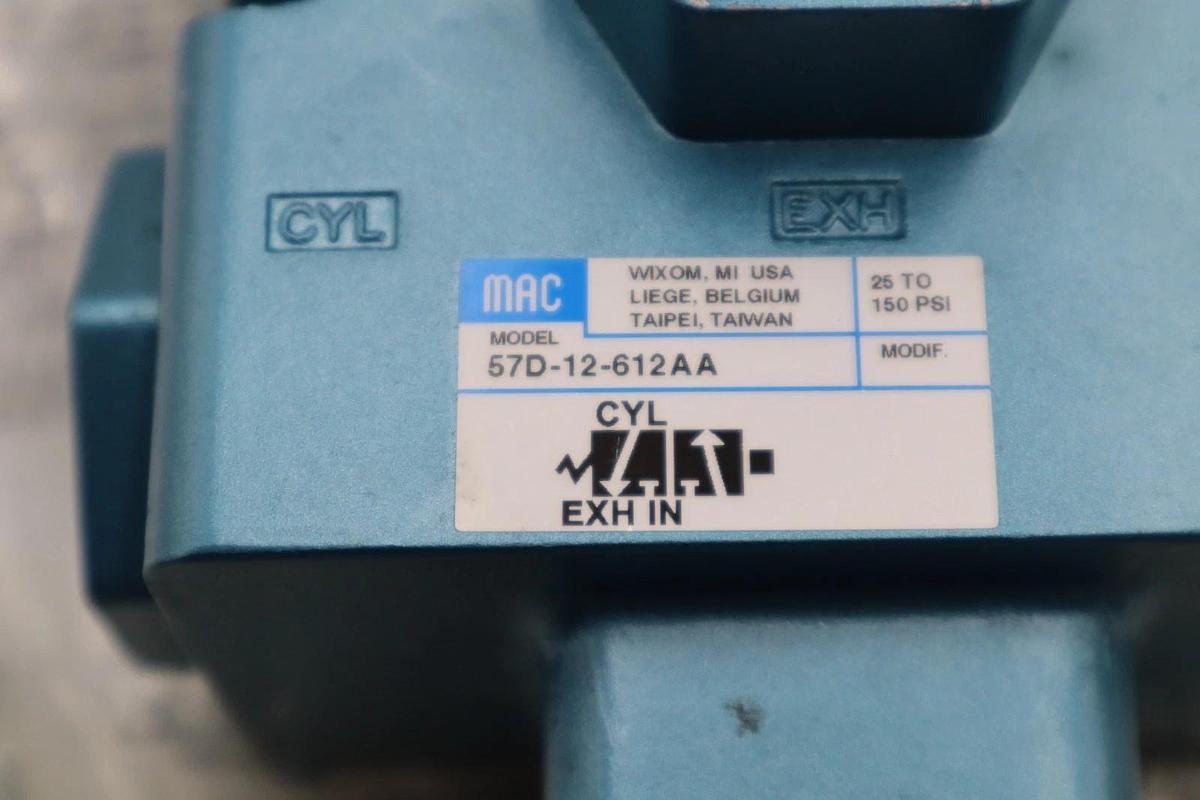 CYL
EXH
MAC
WIXOM, MI USA
LIEGE, BELGIUM
TAIPEI, TAIWAN
25 TO
150 PSI
MODEL
57D-12-612AA
MODIF.
CYL
EXH IN